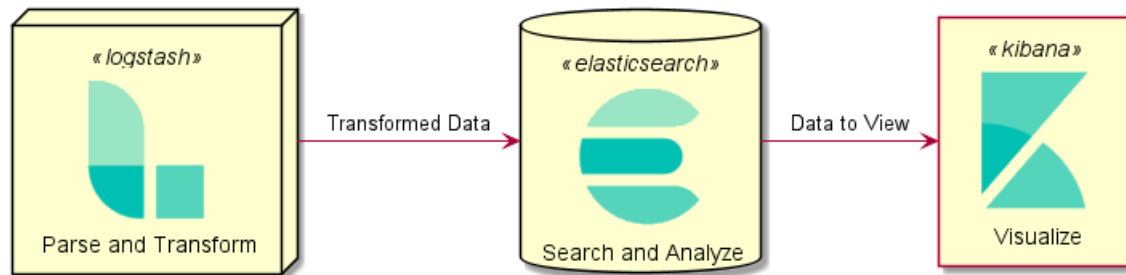 «logstash»
Parse and Transform
Transformed Data
«elasticsearch»
Search and Analyze
Data to View
«kibana»
Visualize